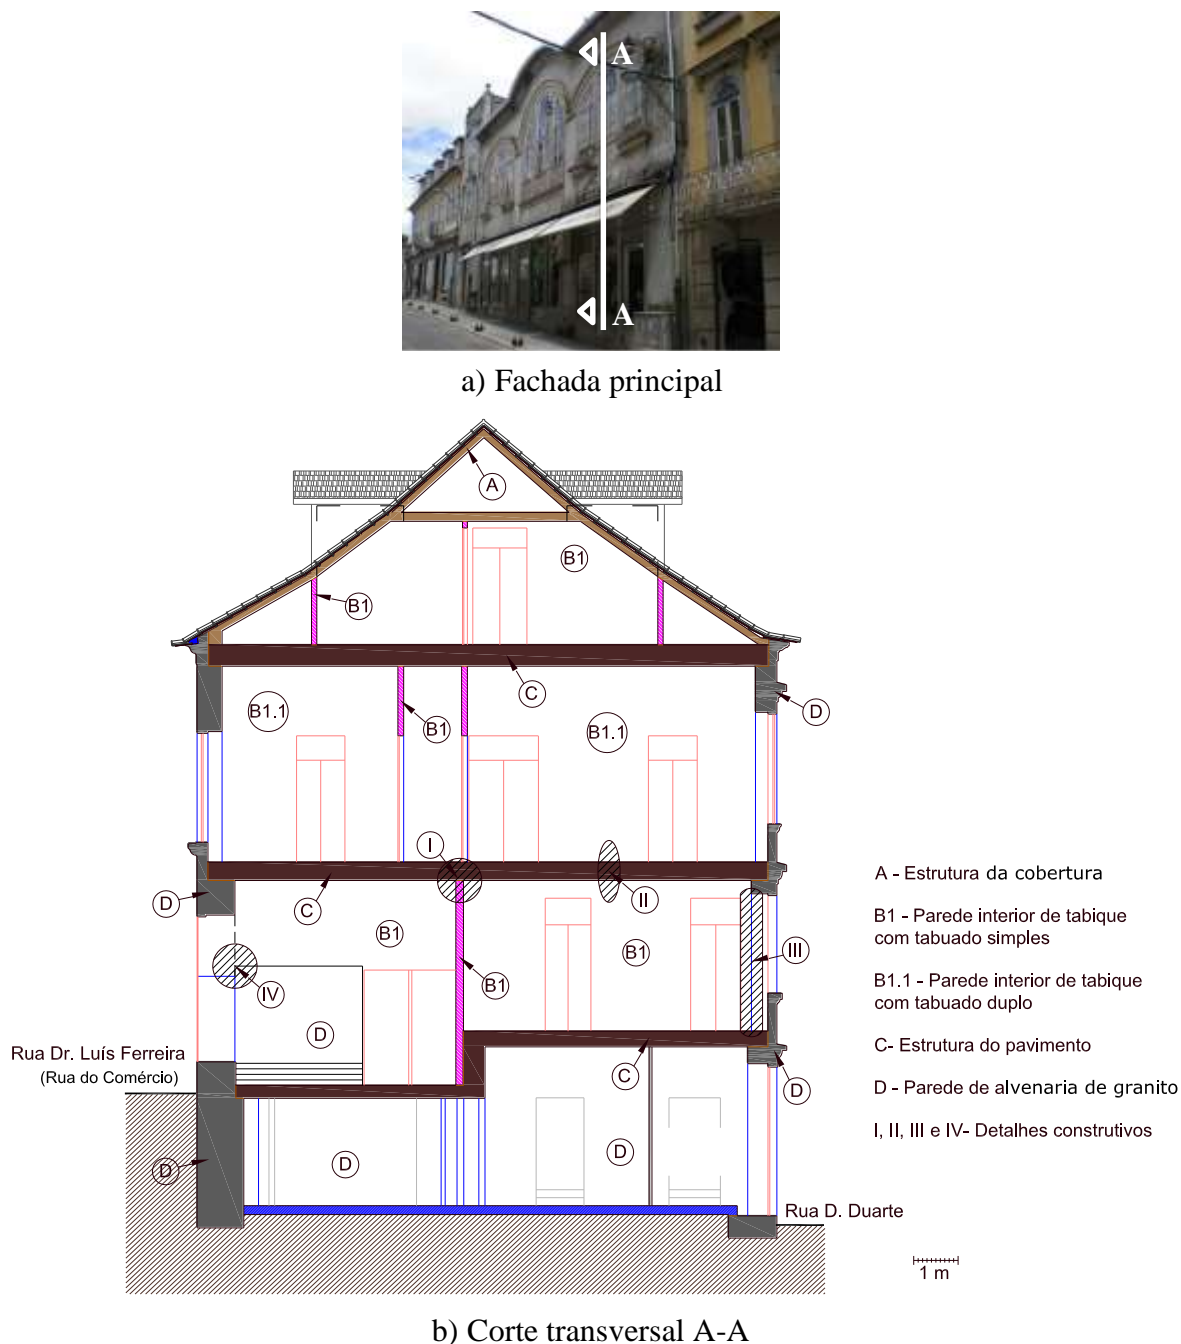 A
A
a) Fachada principal
A
B1
B1
C
B1.1
B1
B1.1
D
I
D
C
II
B1
B1
III
B1
IV
D
Rua Dr. Luís Ferreira
(Rua do Comércio)
C
D
D
D
D
Rua D. Duarte
A - Estrutura da cobertura
B1 - Parede interior de tabique
com tabuado simples
B1.1 - Parede interior de tabique
com tabuado duplo
C- Estrutura do pavimento
D - Parede de alvenaria de granito
I, II, III e IV- Detalhes construtivos
1 m
b) Corte transversal A-A